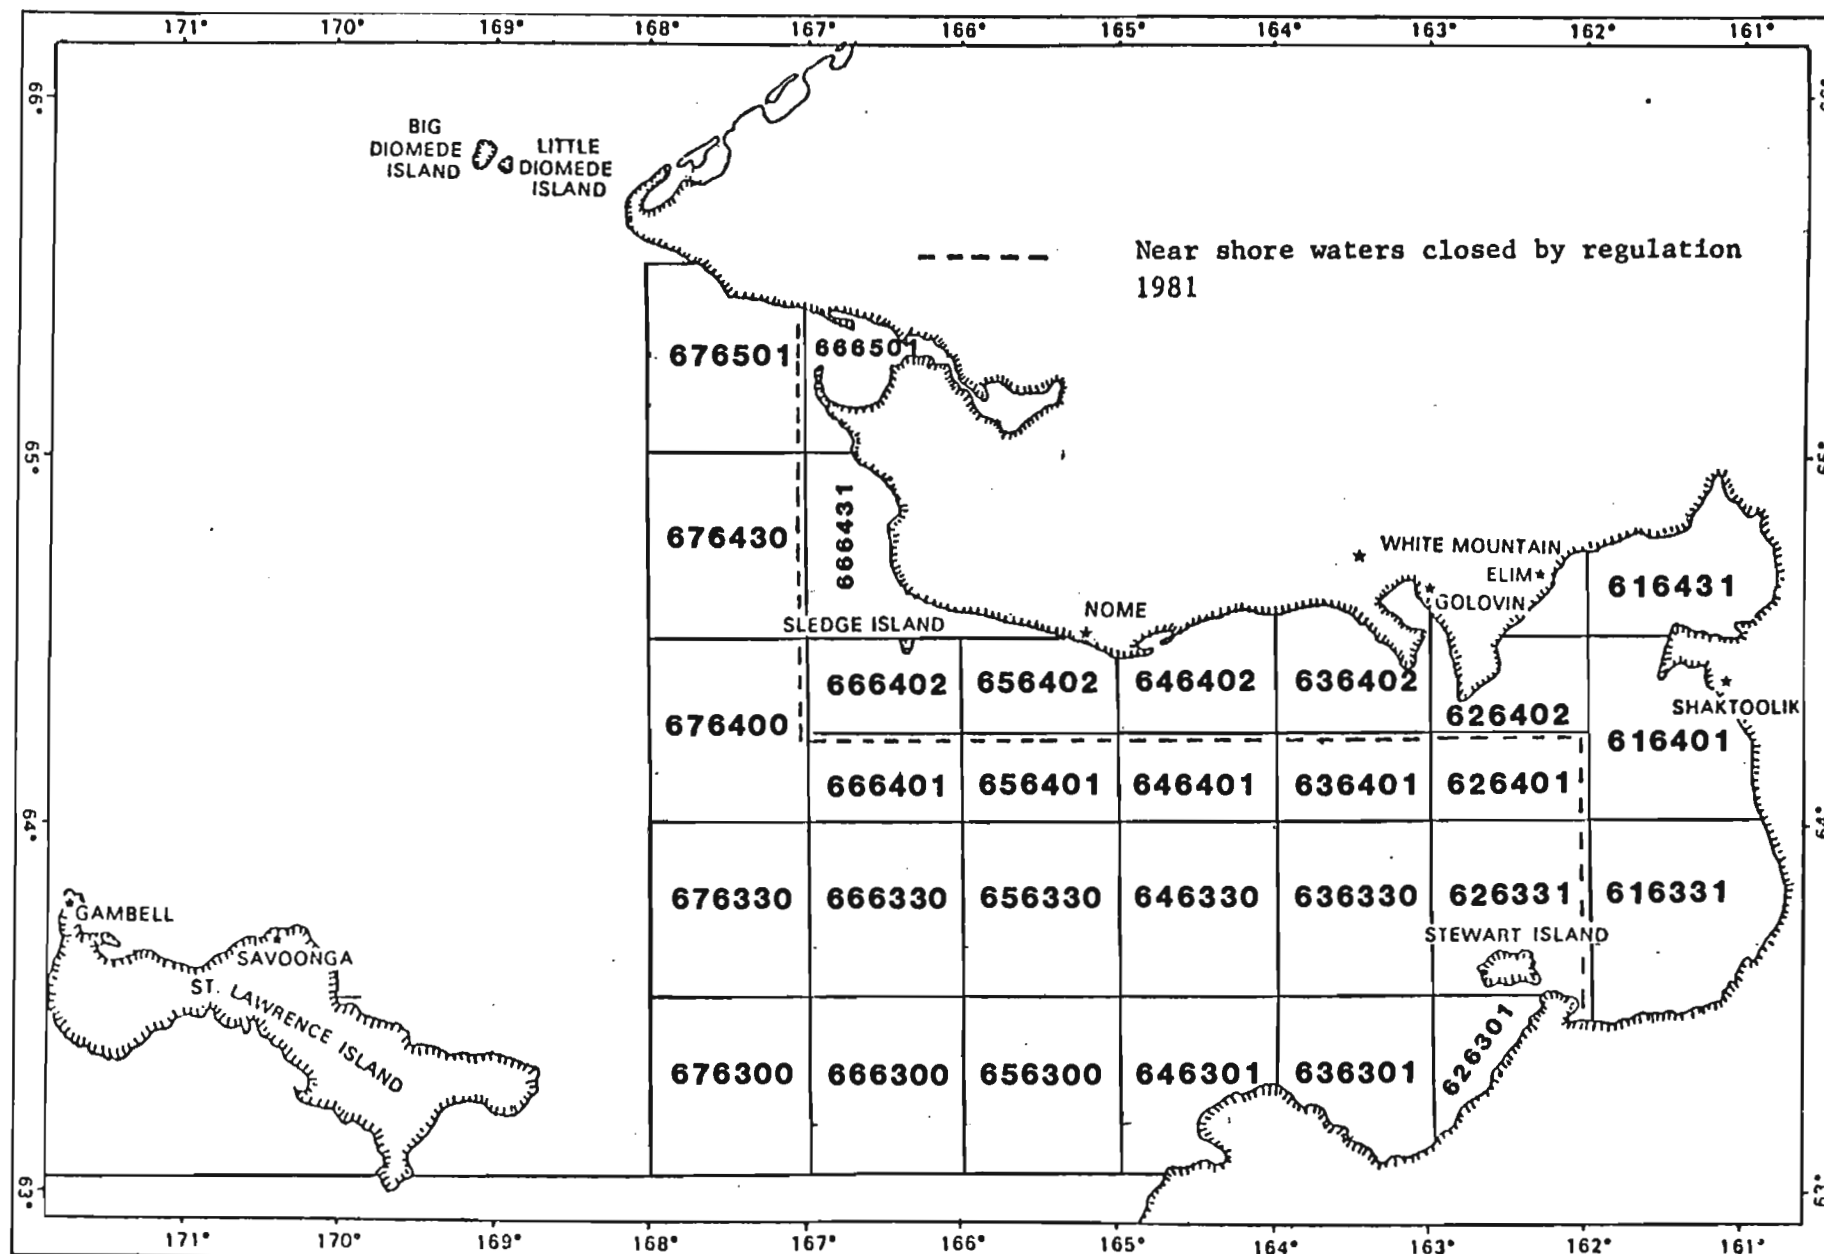 171° 170° 169° 168° 167° 166° 165° 164° 163° 162° 161°
66°
BIG
DIOMEDE
ISLAND
LITTLE
DIOMEDE
ISLAND
Near shore waters closed by regulation
1981
676501 666501
65°
65°
676430 666431
WHITE MOUNTAIN
ELIM
GOLOVIN
616431
NOME
SLEDGE ISLAND
666402 656402 646402 636402
SHAKTOOLIK
676400 626402
616401
666401 656401 646401 636401 626401
64°
64°
676330 666330 656330 646330 636330 626331 616331
GAMBELL
STEWART ISLAND
SAVOONGA
ST. LAWRENCE ISLAND
676300 666300 656300 646301 636301 626301
63°
63°
171° 170° 169° 168° 167° 166° 165° 164° 163° 162° 161°